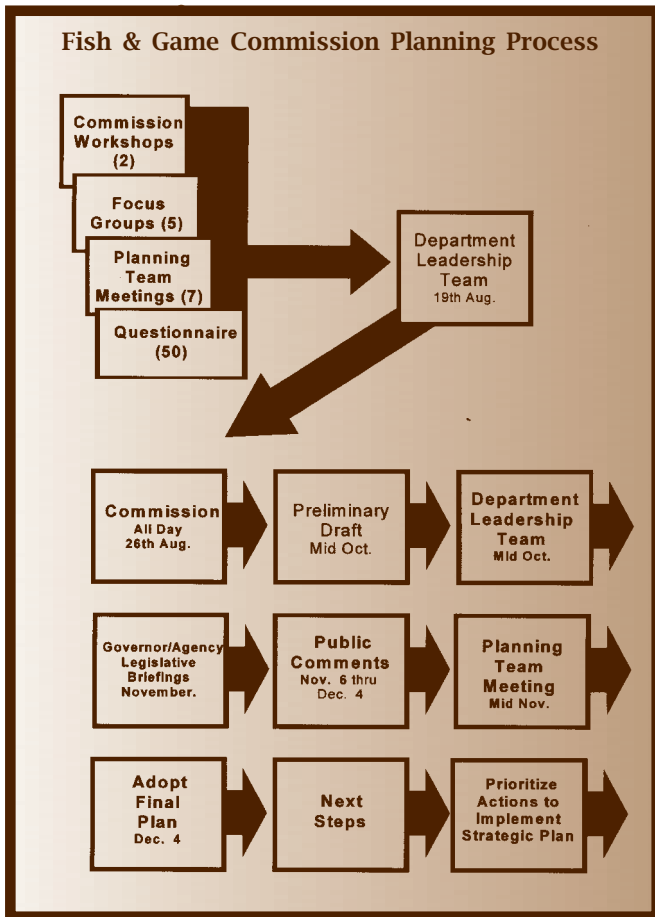 Fish & Game Commission Planning Process
Commission
Workshops
(2)
Focus
Groups (5)
Planning
Team
Meetings (7)
Questionnaire
(50)
Department
Leadership
Team
19th Aug.
Commission
All Day
26th Aug.
Preliminary
Draft
Mid Oct.
Department
Leadership
Team
Mid Oct.
Governor/Agency
Legislative
Briefings
November.
Public
Comments
Nov. 6 thru
Dec. 4
Planning
Team
Meeting
Mid Nov.
Adopt
Final
Plan
Dec. 4
Next
Steps
Prioritize
Actions to
Implement
Strategic Plan